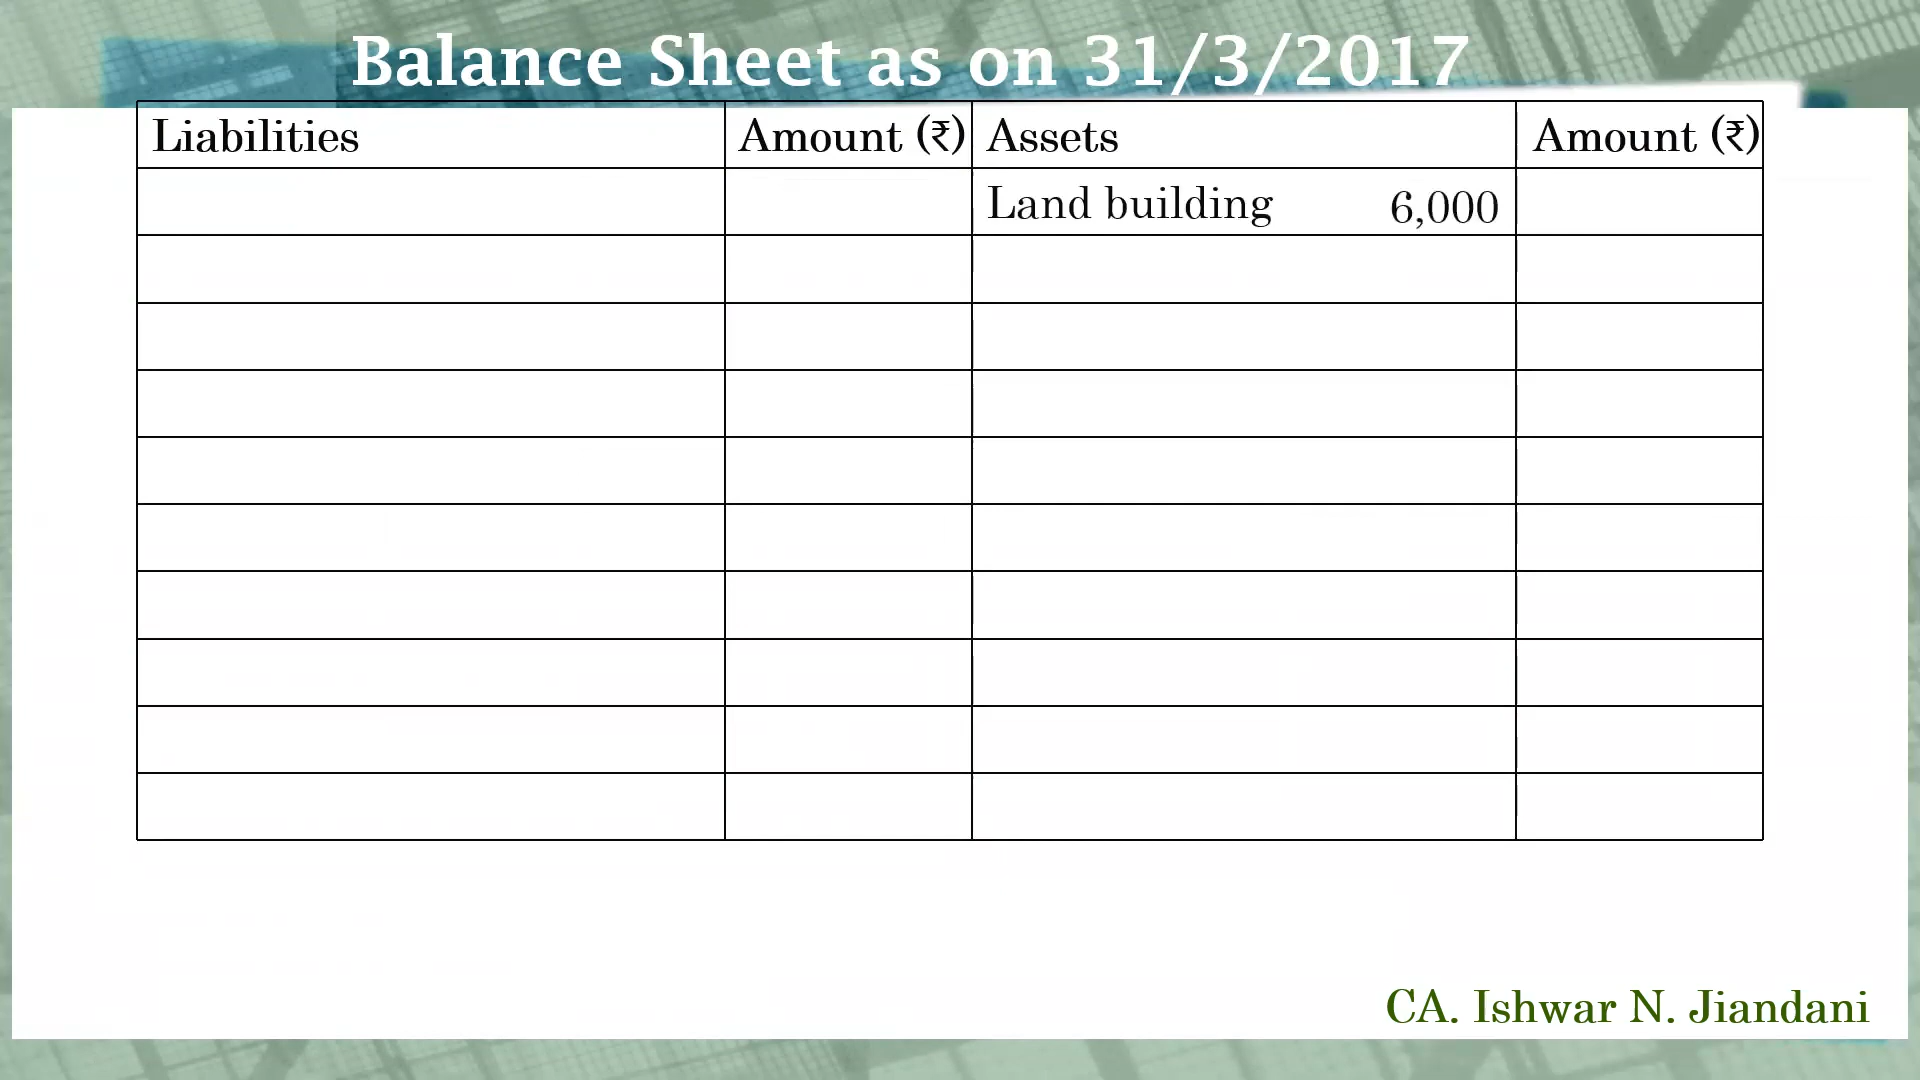 Balance Sheet as on 31/3/2017
Liabilities Amount (₹) Assets Amount (₹)
Land building 6,000
CA. Ishwar N. Jiandani